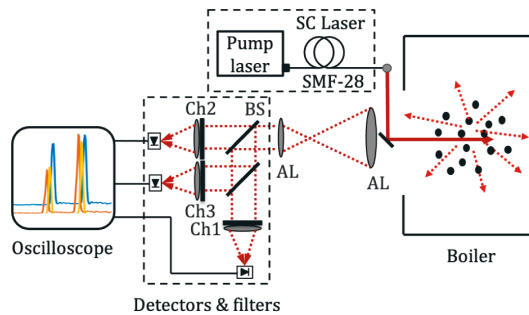 SC Laser
Pump
laser
SMF-28
Ch2
BS
AL
AL
Ch3
Ch1
Oscilloscope
Boiler
Detectors & filters